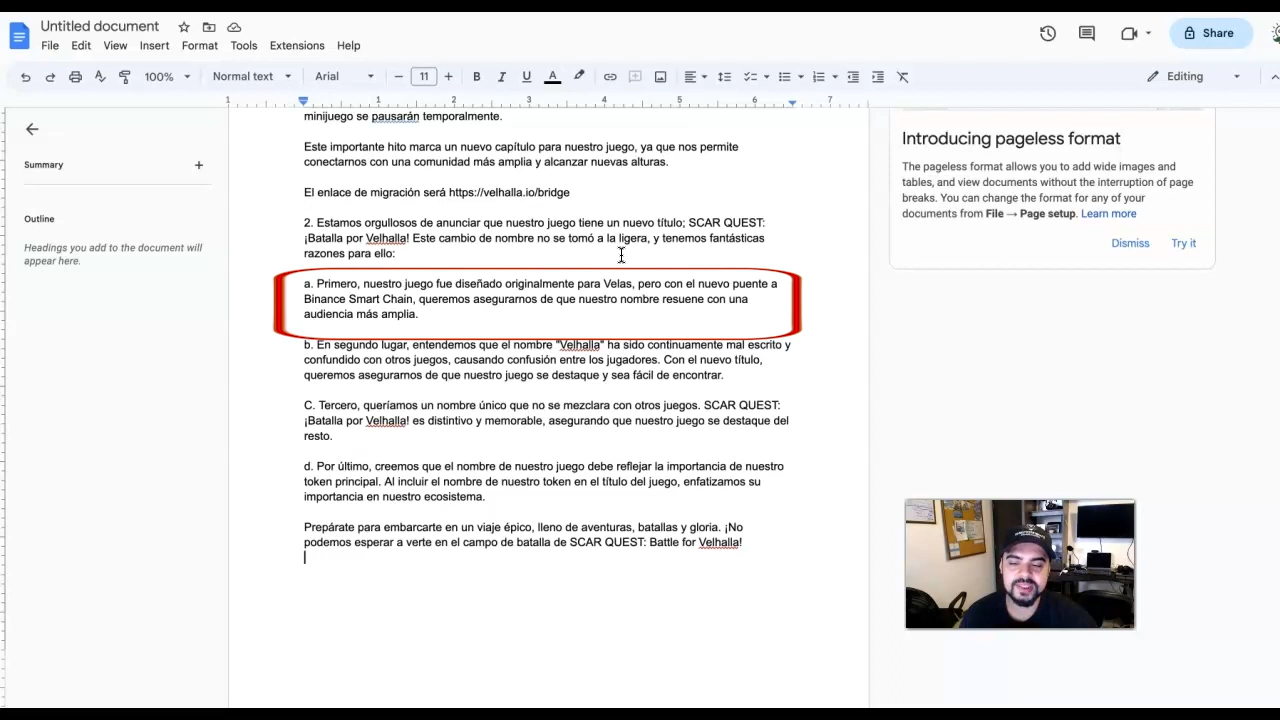 Untitled document
File Edit View Insert Format Tools Extensions Help
Share
100% Normal text Arial 11 Editing
1 1 2 3 4 5 6 7
Summary
Outline
Headings you add to the document will
appear here.
minijuego se pausarán temporalmente.
Este importante hito marca un nuevo capítulo para nuestro juego, ya que nos permite
conectarnos con una comunidad más amplia y alcanzar nuevas alturas.
El enlace de migración será https://velhalla.io/bridge
2. Estamos orgullosos de anunciar que nuestro juego tiene un nuevo título; SCAR QUEST:
¡Batalla por Velhalla! Este cambio de nombre no se tomó a la ligera, y tenemos fantásticas
razones para ello:
a. Primero, nuestro juego fue diseñado originalmente para Velas, pero con el nuevo puente a
Binance Smart Chain, queremos asegurarnos de que nuestro nombre resuene con una
audiencia más amplia.
b. En segundo lugar, entendemos que el nombre "Velhalla" ha sido continuamente mal escrito y
confundido con otros juegos, causando confusión entre los jugadores. Con el nuevo título,
queremos asegurarnos de que nuestro juego se destaque y sea fácil de encontrar.
C. Tercero, queríamos un nombre único que no se mezclara con otros juegos. SCAR QUEST:
¡Batalla por Velhalla! es distintivo y memorable, asegurando que nuestro juego se destaque del
resto.
d. Por último, creemos que el nombre de nuestro juego debe reflejar la importancia de nuestro
token principal. Al incluir el nombre de nuestro token en el título del juego, enfatizamos su
importancia en nuestro ecosistema.
Prepárate para embarcarte en un viaje épico, lleno de aventuras, batallas y gloria. ¡No
podemos esperar a verte en el campo de batalla de SCAR QUEST: Battle for Velhalla!
Introducing pageless format
The pageless format allows you to add wide images and
tables, and view documents without the interruption of page
breaks. You can change the format for any of your
documents from File → Page setup. Learn more
Dismiss Try it